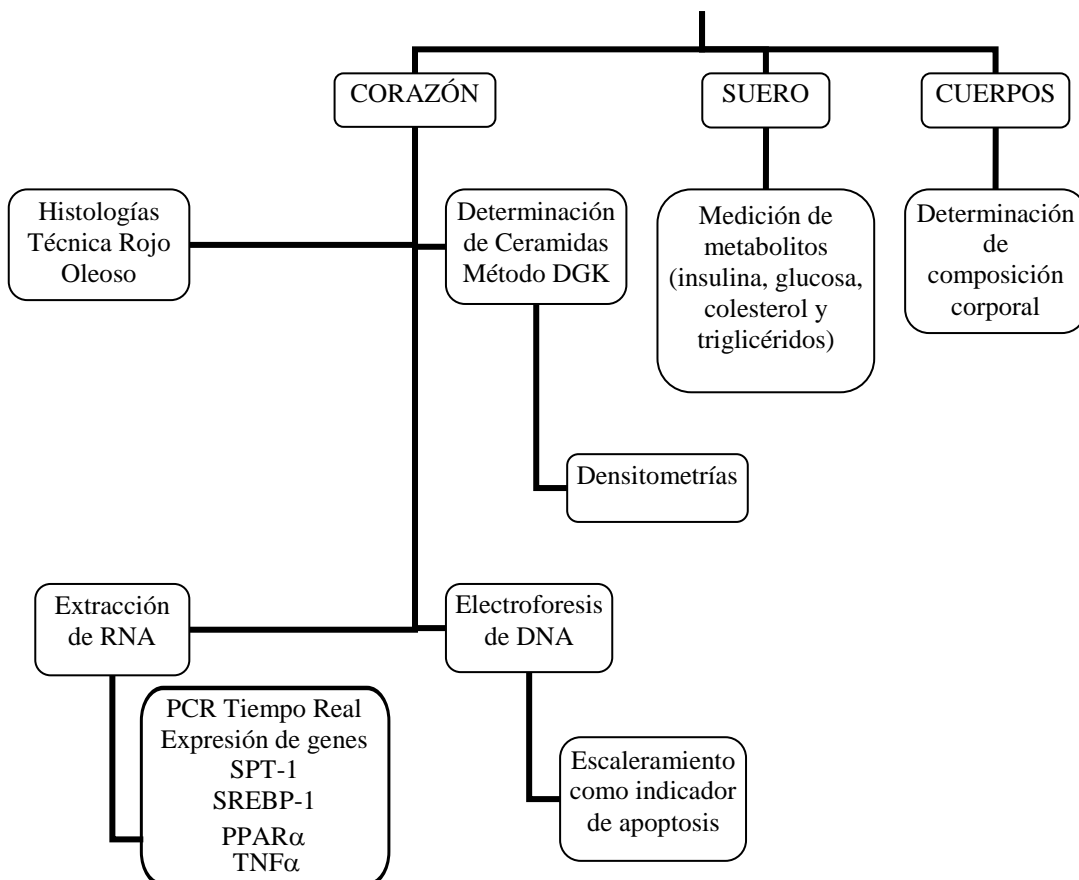 CORAZÓN
SUERO
CUERPOS
Histologías
Técnica Rojo
Oleoso
Determinación
de Ceramidas
Método DGK
Medición de
metabolitos
(insulina, glucosa,
colesterol y
triglicéridos)
Determinación
de
composición
corporal
Densitometrías
Extracción
de RNA
Electroforesis
de DNA
PCR Tiempo Real
Expresión de genes
SPT-1
SREBP-1
PPARα
TNFα
Escaleramiento
como indicador
de apoptosis